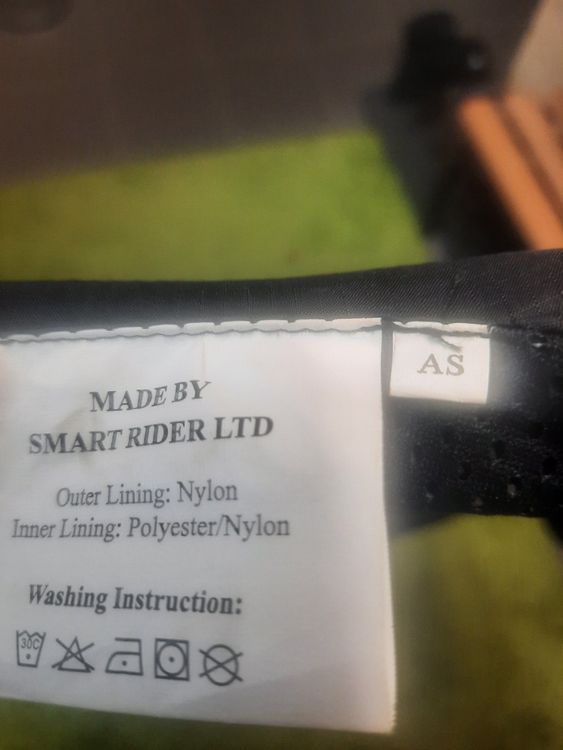 MADE BY
SMART RIDER LTD
Outer Lining: Nylon
Inner Lining: Polyester/Nylon
Washing Instruction:
30C
AS